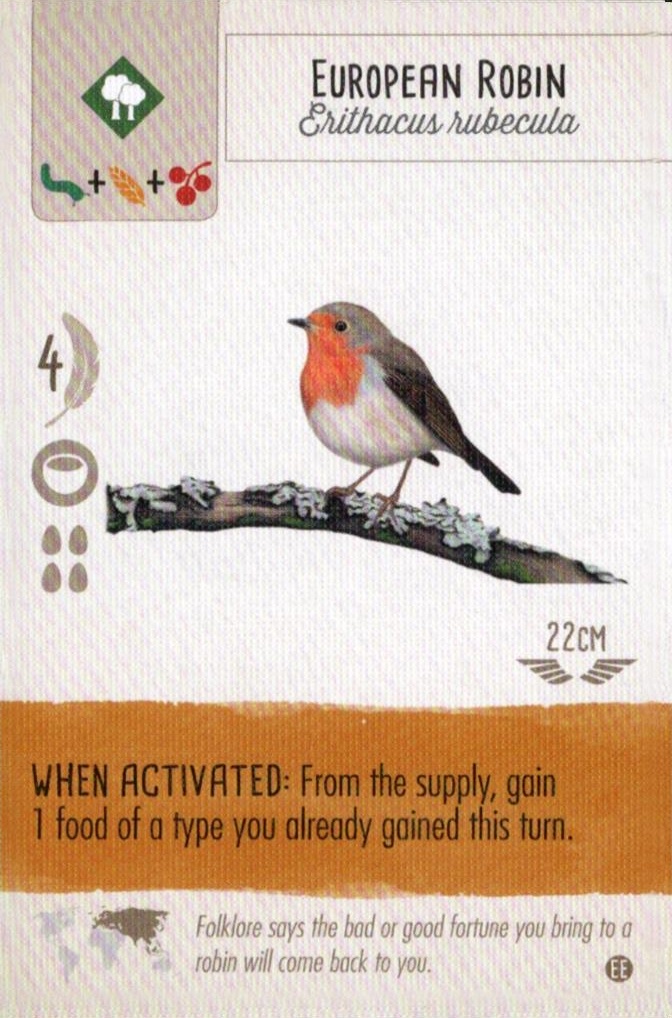 EUROPEAN ROBIN
Erithacus rubecula
+ +
4
22CM
WHEN ACTIVATED: From the supply, gain
1 food of a type you already gained this turn.
Folklore says the bad or good fortune you bring to a
robin will come back to you.
EE